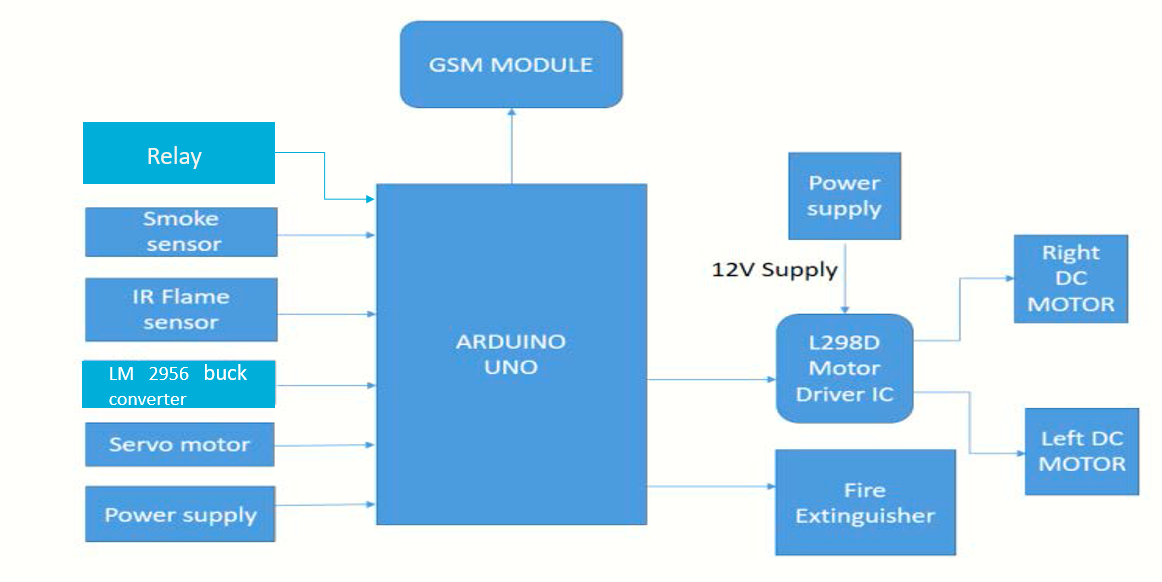 GSM MODULE
Relay
Smoke
sensor
IR Flame
sensor
LM 2956 buck
converter
Servo motor
Power supply
ARDUINO
UNO
Power
supply
12V Supply
L298D
Motor
Driver IC
Right
DC
MOTOR
Left DC
MOTOR
Fire
Extinguisher